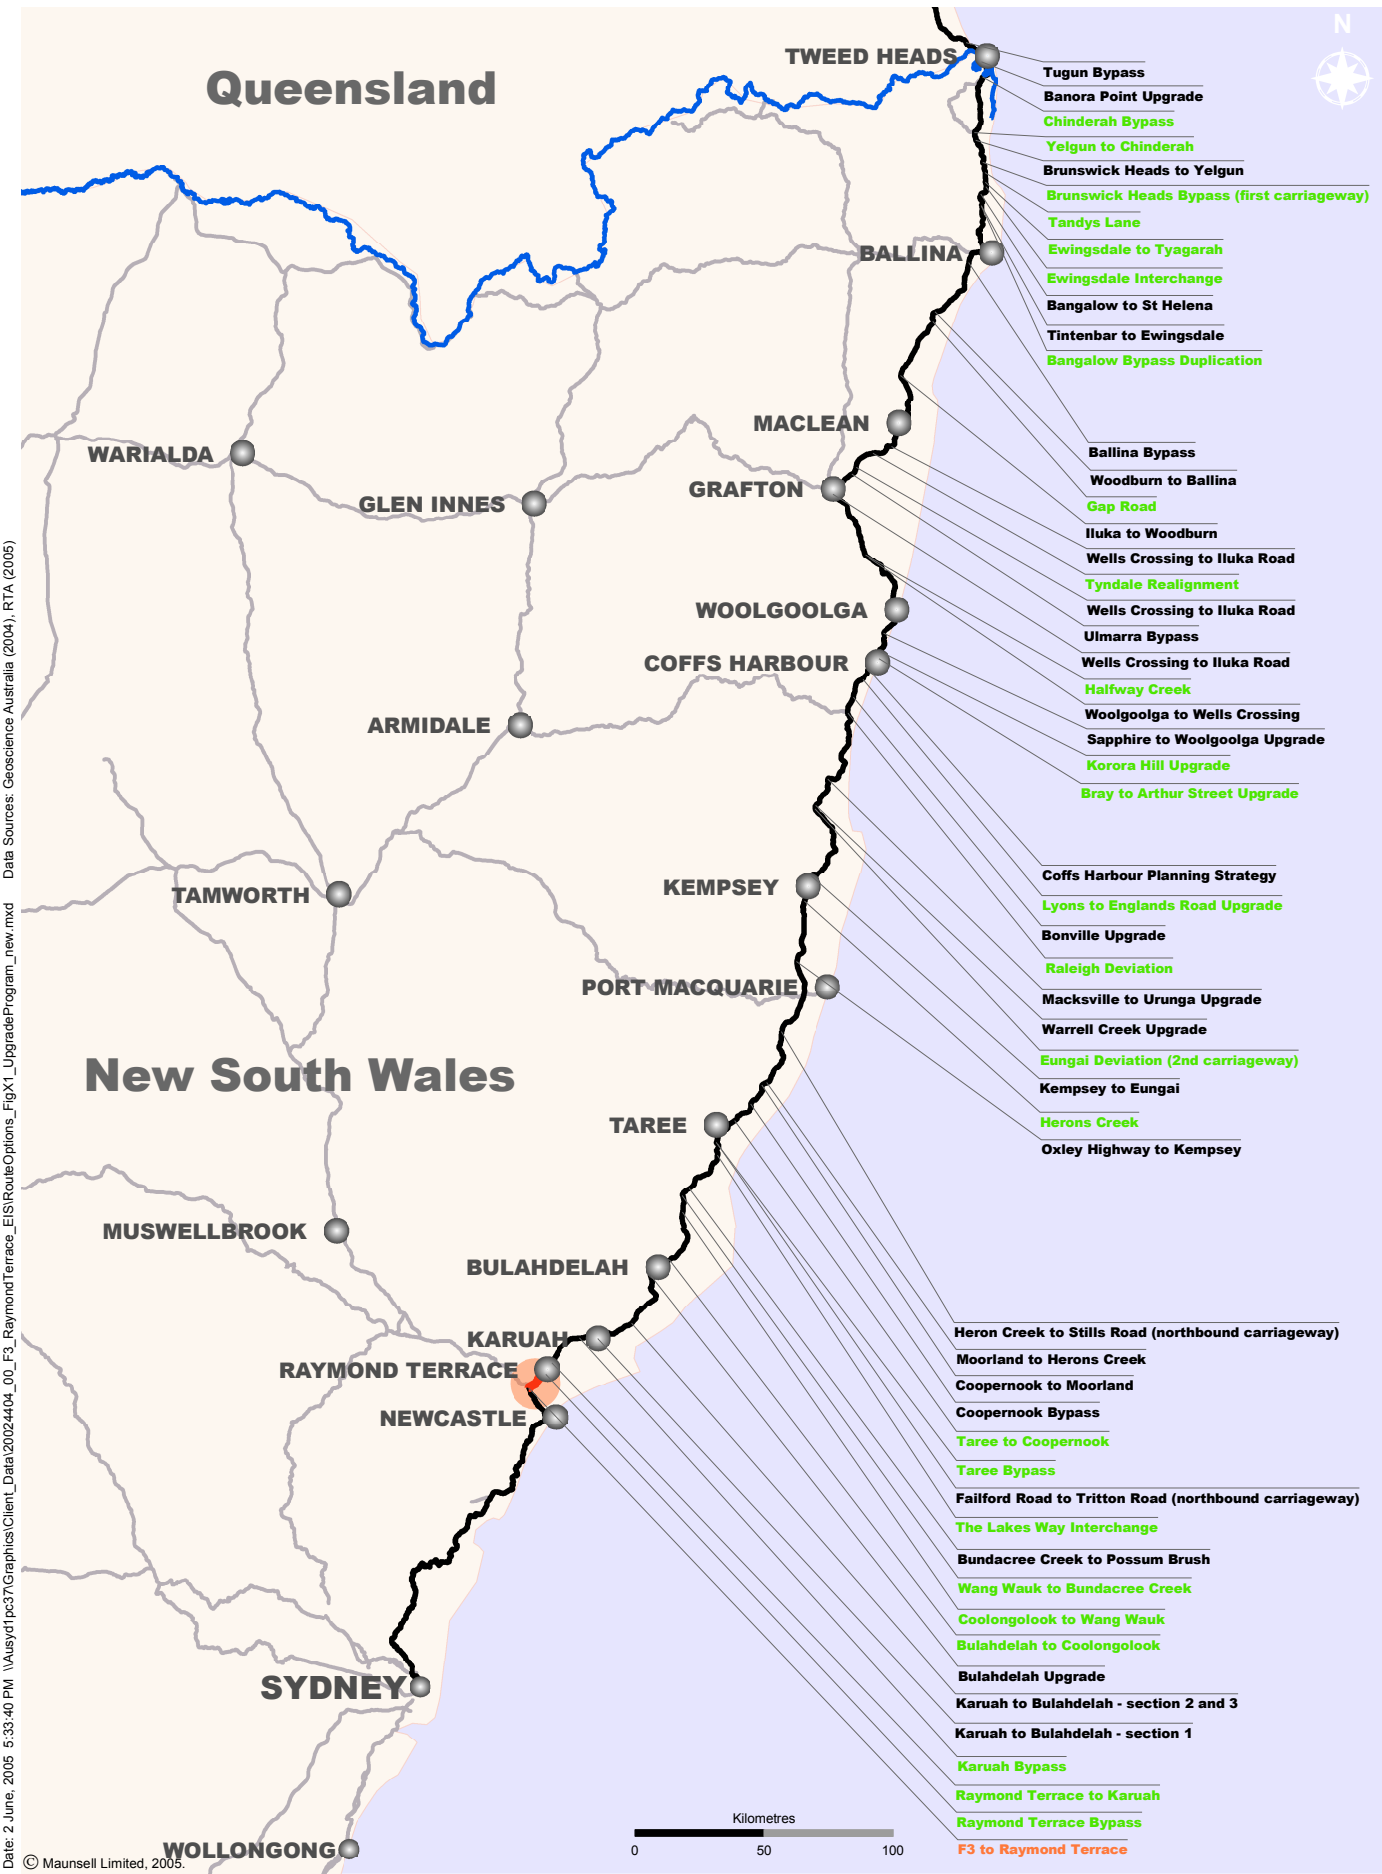 N
Queensland
New South Wales
TWEED HEADS
BALLINA
MACLEAN
WARIALDA
GLEN INNES
GRAFTON
WOOLGOOLGA
COFFS HARBOUR
ARMIDALE
TAMWORTH
KEMPSEY
PORT MACQUARIE
TAREE
MUSWELLBROOK
BULAHDELAH
KARUAH
RAYMOND TERRACE
NEWCASTLE
SYDNEY
WOLLONGONG
Tugun Bypass
Banora Point Upgrade
Chinderah Bypass
Yelgun to Chinderah
Brunswick Heads to Yelgun
Brunswick Heads Bypass (first carriageway)
Tandys Lane
Ewingsdale to Tyagarah
Ewingsdale Interchange
Bangalow to St Helena
Tintenbar to Ewingsdale
Bangalow Bypass Duplication
Ballina Bypass
Woodburn to Ballina
Gap Road
Iluka to Woodburn
Wells Crossing to Iluka Road
Tyndale Realignment
Wells Crossing to Iluka Road
Ulmarra Bypass
Wells Crossing to Iluka Road
Halfway Creek
Woolgoolga to Wells Crossing
Sapphire to Woolgoolga Upgrade
Korora Hill Upgrade
Bray to Arthur Street Upgrade
Coffs Harbour Planning Strategy
Lyons to Englands Road Upgrade
Bonville Upgrade
Raleigh Deviation
Macksville to Urunga Upgrade
Warrell Creek Upgrade
Eungai Deviation (2nd carriageway)
Kempsey to Eungai
Herons Creek
Oxley Highway to Kempsey
Heron Creek to Stills Road (northbound carriageway)
Moorland to Herons Creek
Coopernook to Moorland
Coopernook Bypass
Taree to Coopernook
Taree Bypass
Failford Road to Tritton Road (northbound carriageway)
The Lakes Way Interchange
Bundacree Creek to Possum Brush
Wang Wauk to Bundacree Creek
Coolongolook to Wang Wauk
Bulahdelah to Coolongolook
Bulahdelah Upgrade
Karuah to Bulahdelah - section 2 and 3
Karuah to Bulahdelah - section 1
Karuah Bypass
Raymond Terrace to Karuah
Raymond Terrace Bypass
F3 to Raymond Terrace
Kilometres
0 50 100
© Maunsell Limited, 2005.
Date: 2 June, 2005 5:33:40 PM \\Ausyd1pc37\Graphics\Client_Data\20024404_00_F3_RaymondTerrace_EIS\RouteOptions_FigX1_UpgradeProgram_new.mxd Data Sources: Geoscience Australia (2004), RTA (2005)